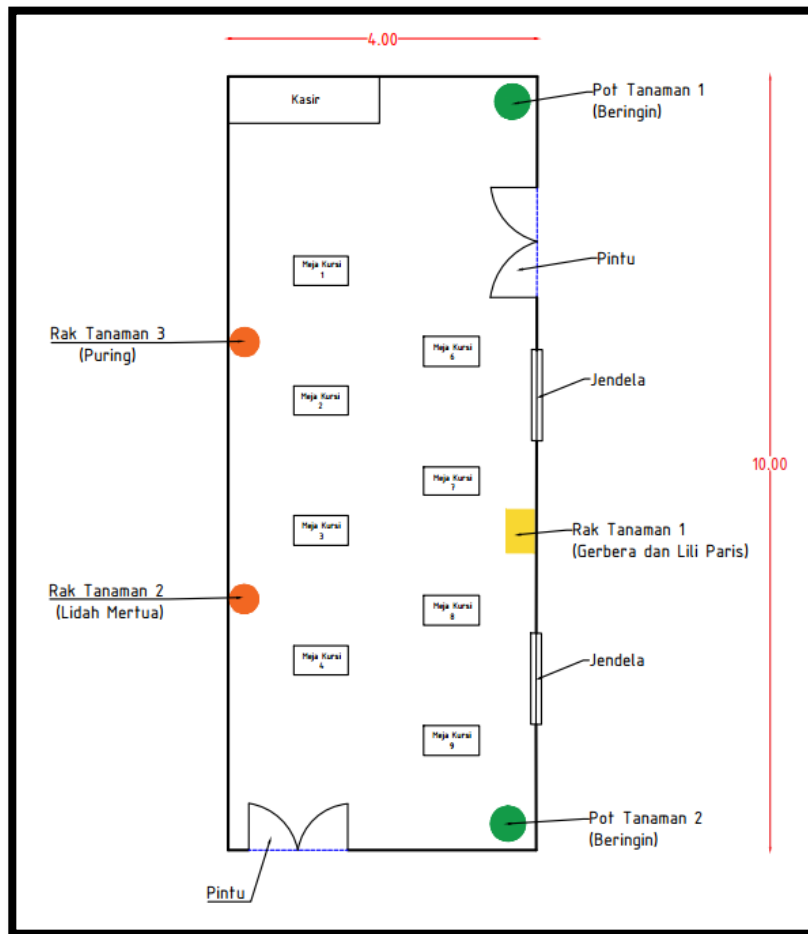 4.00
Kasir
Pot Tanaman 1
(Beringin)
Pintu
Meja Kursi
1
Rak Tanaman 3
(Puring)
Meja Kursi
6
Jendela
Meja Kursi
2
10.00
Meja Kursi
7
Rak Tanaman 1
(Gerbera dan Lili Paris)
Meja Kursi
3
Rak Tanaman 2
(Lidah Mertua)
Meja Kursi
8
Jendela
Meja Kursi
4
Meja Kursi
9
Pot Tanaman 2
(Beringin)
Pintu